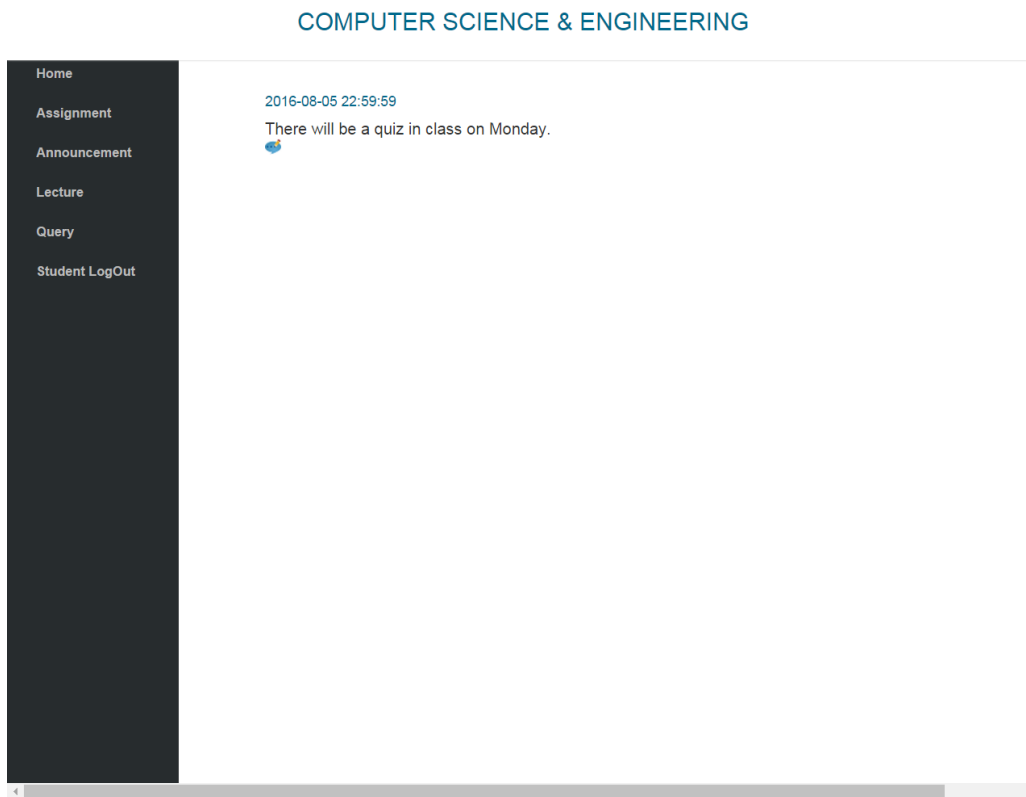 COMPUTER SCIENCE & ENGINEERING
Home
Assignment
Announcement
Lecture
Query
Student LogOut
2016-08-05 22:59:59
There will be a quiz in class on Monday.